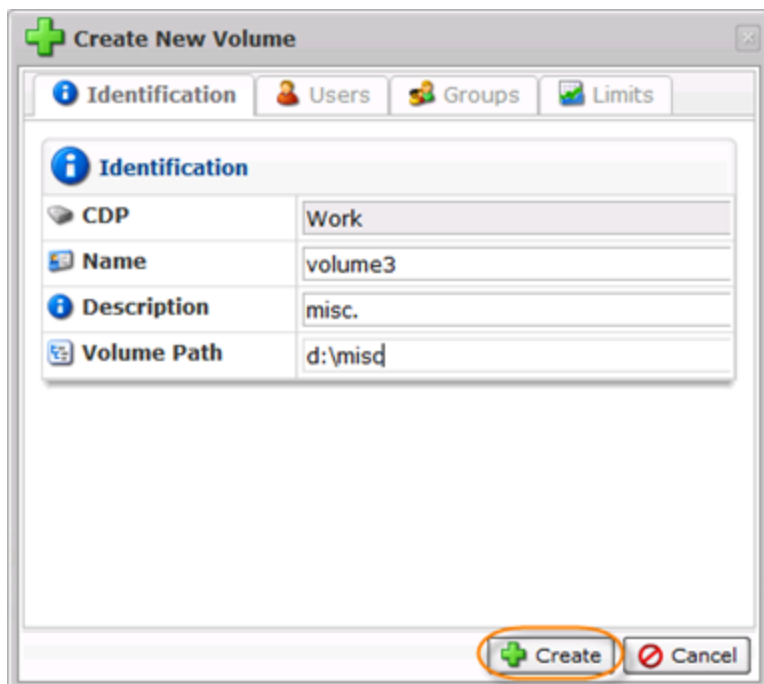 Create New Volume
Identification Users Groups Limits
Identification
CDP Work
Name volume3
Description misc.
Volume Path d:\misc
Create Cancel